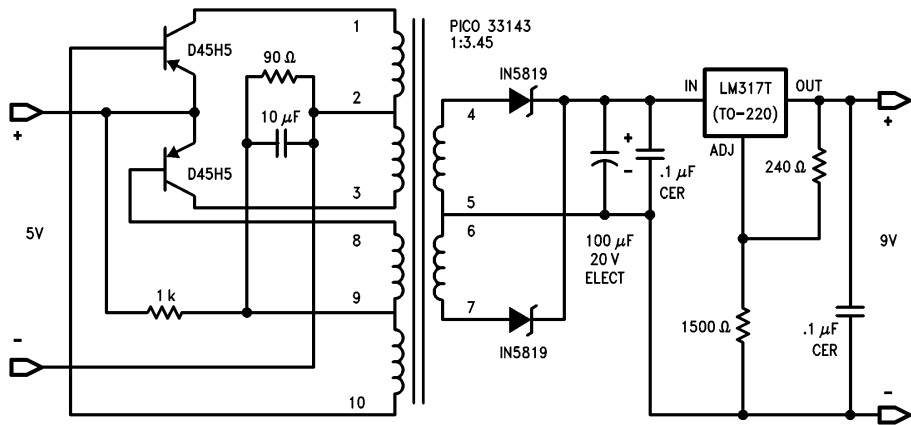 PICO 33143
1:3.45
1
D45H5
90 Ω
IN5819
IN
LM317T
(TO-220)
OUT
2
4
+
10 μF
+
-
ADJ
+
D45H5
.1 μF
CER
240 Ω
3
5
5V
8
6
100 μF
20 V
ELECT
9V
1 k
9
7
1500 Ω
.1 μF
CER
-
IN5819
10
-